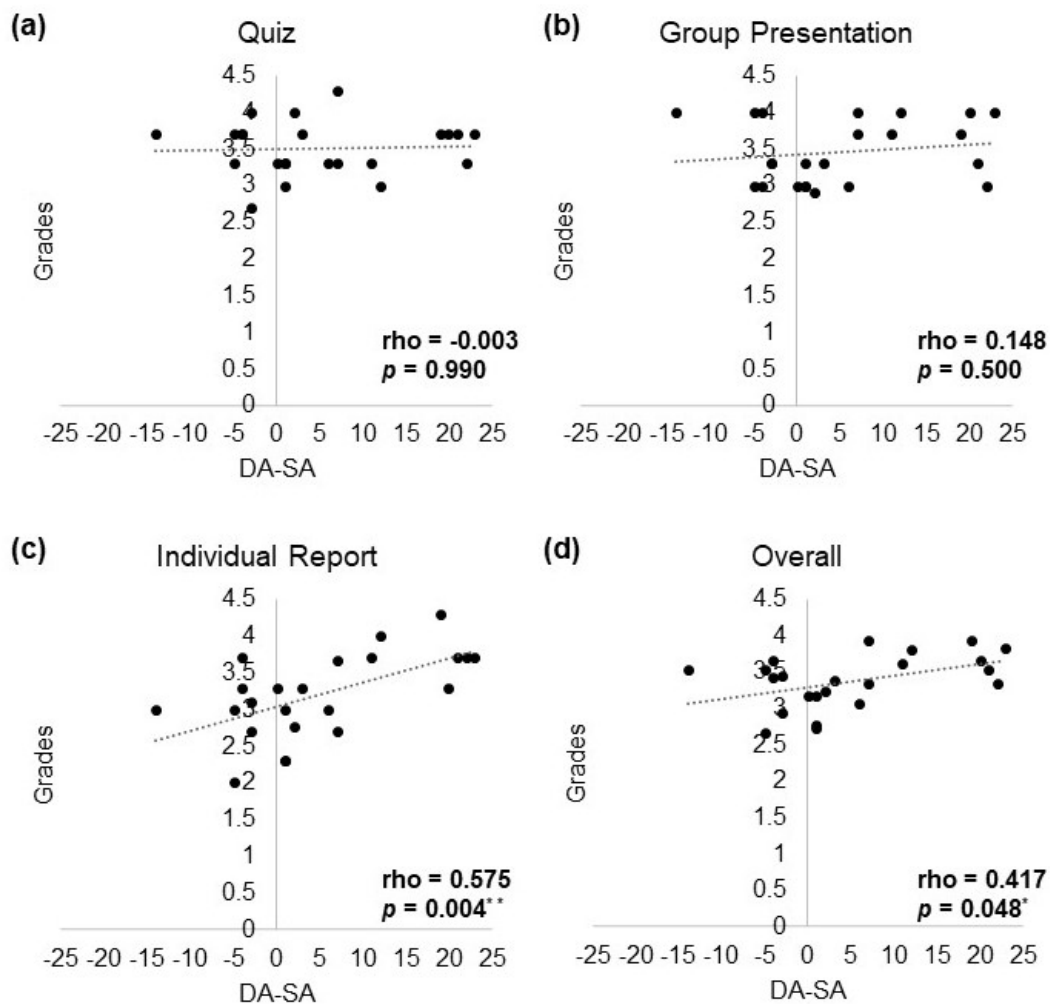 (a)
Quiz
4.5
4
3.5
3
2.5
2
1.5
1
0.5
0
Grades
rho = -0.003
p = 0.990
-25 -20 -15 -10 -5 0 5 10 15 20 25
DA-SA
(b)
Group Presentation
4.5
4
3.5
3
2.5
2
1.5
1
0.5
0
Grades
rho = 0.148
p = 0.500
-25 -20 -15 -10 -5 0 5 10 15 20 25
DA-SA
(c)
Individual Report
4.5
4
3.5
3
2.5
2
1.5
1
0.5
0
Grades
rho = 0.575
p = 0.004**
-25 -20 -15 -10 -5 0 5 10 15 20 25
DA-SA
(d)
Overall
4.5
4
3.5
3
2.5
2
1.5
1
0.5
0
Grades
rho = 0.417
p = 0.048*
-25 -20 -15 -10 -5 0 5 10 15 20 25
DA-SA